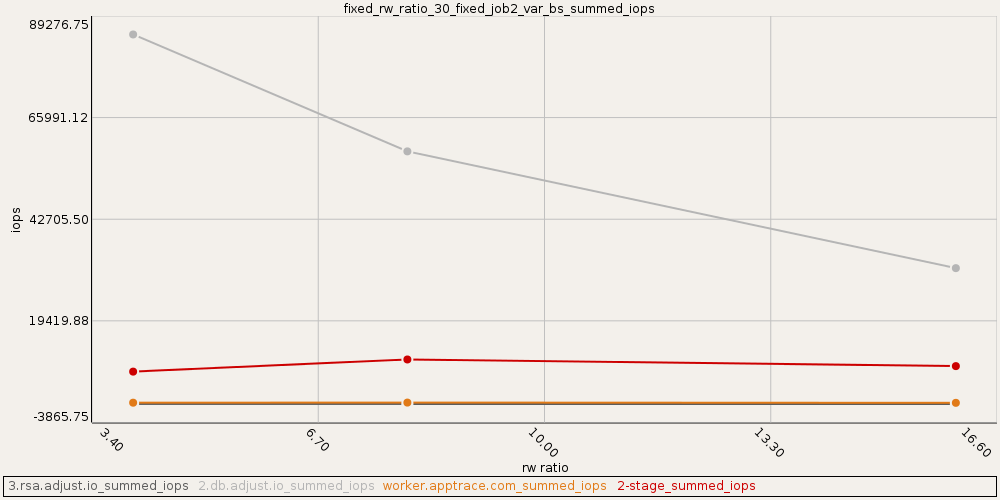 fixed_rw_ratio_30_fixed_job2_var_bs_summed_iops
89276.75
65991.12
42705.50
19419.88
-3865.75
iops
3.40
6.70
10.00
13.30
16.60
rw ratio
3.rsa.adjust.io_summed_iops 2.db.adjust.io_summed_iops worker.apptrace.com_summed_iops 2-stage_summed_iops